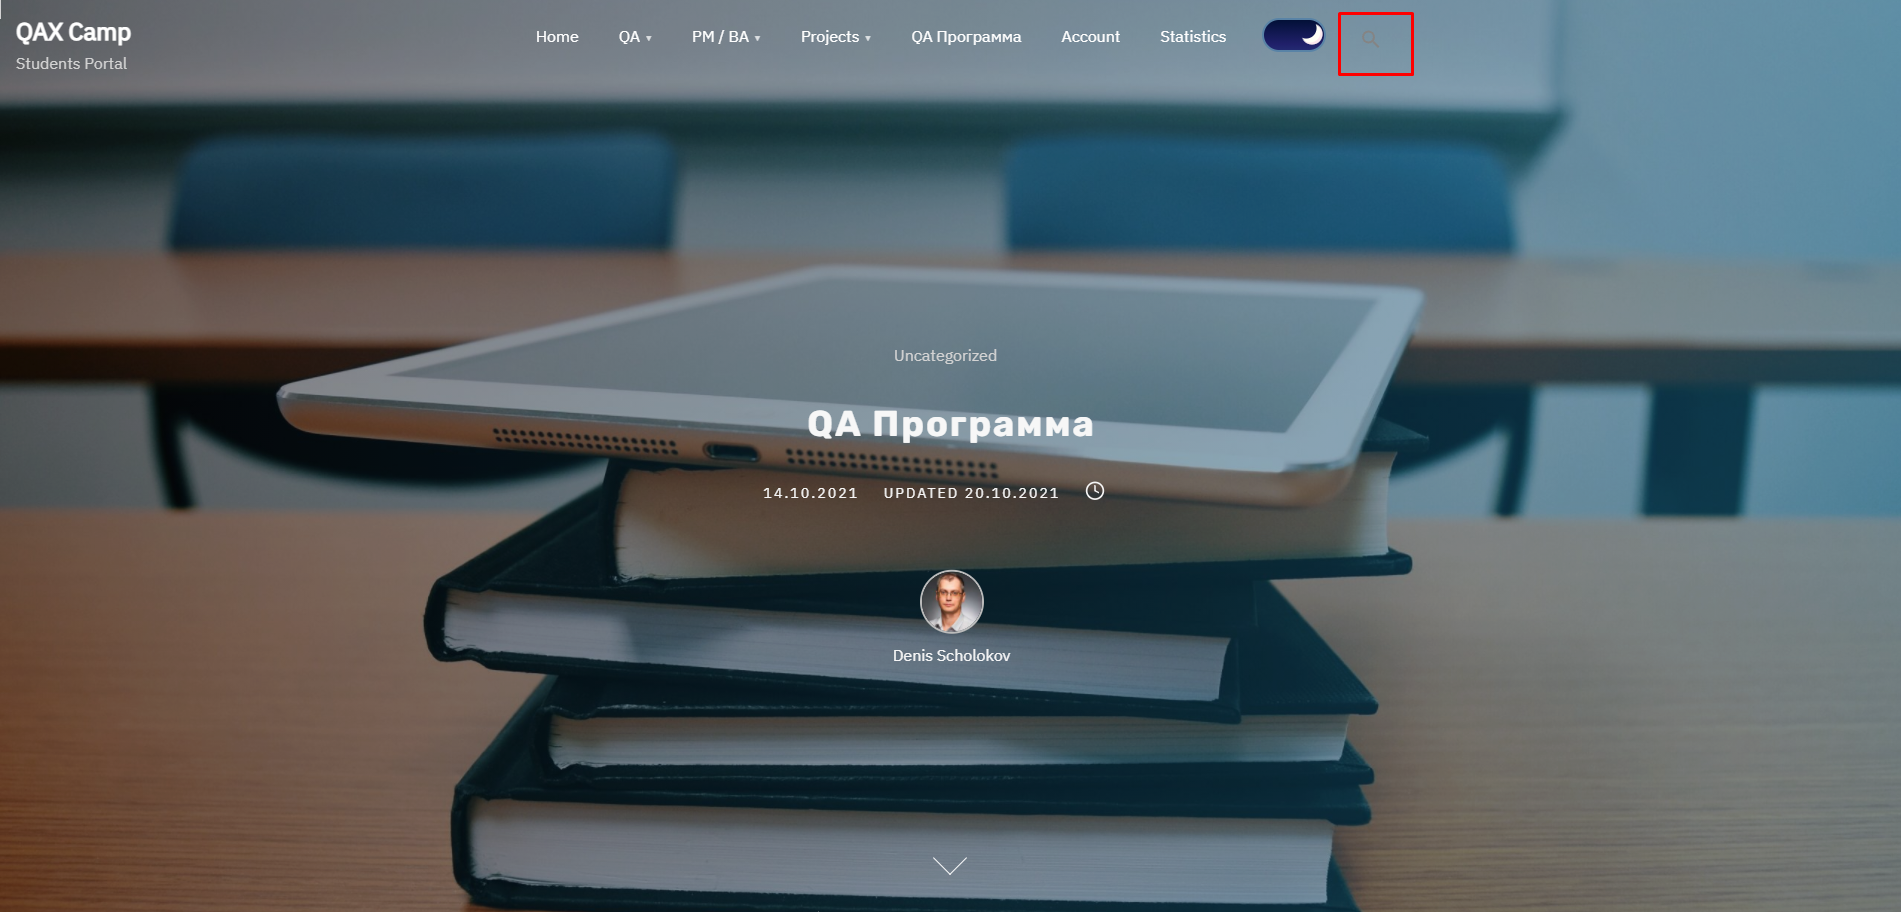 QAX Camp
Students Portal
Home QA ▾ PM / BA ▾ Projects ▾ QA Программа Account Statistics
Uncategorized
QA Программа
14.10.2021 UPDATED 20.10.2021
Denis Scholokov